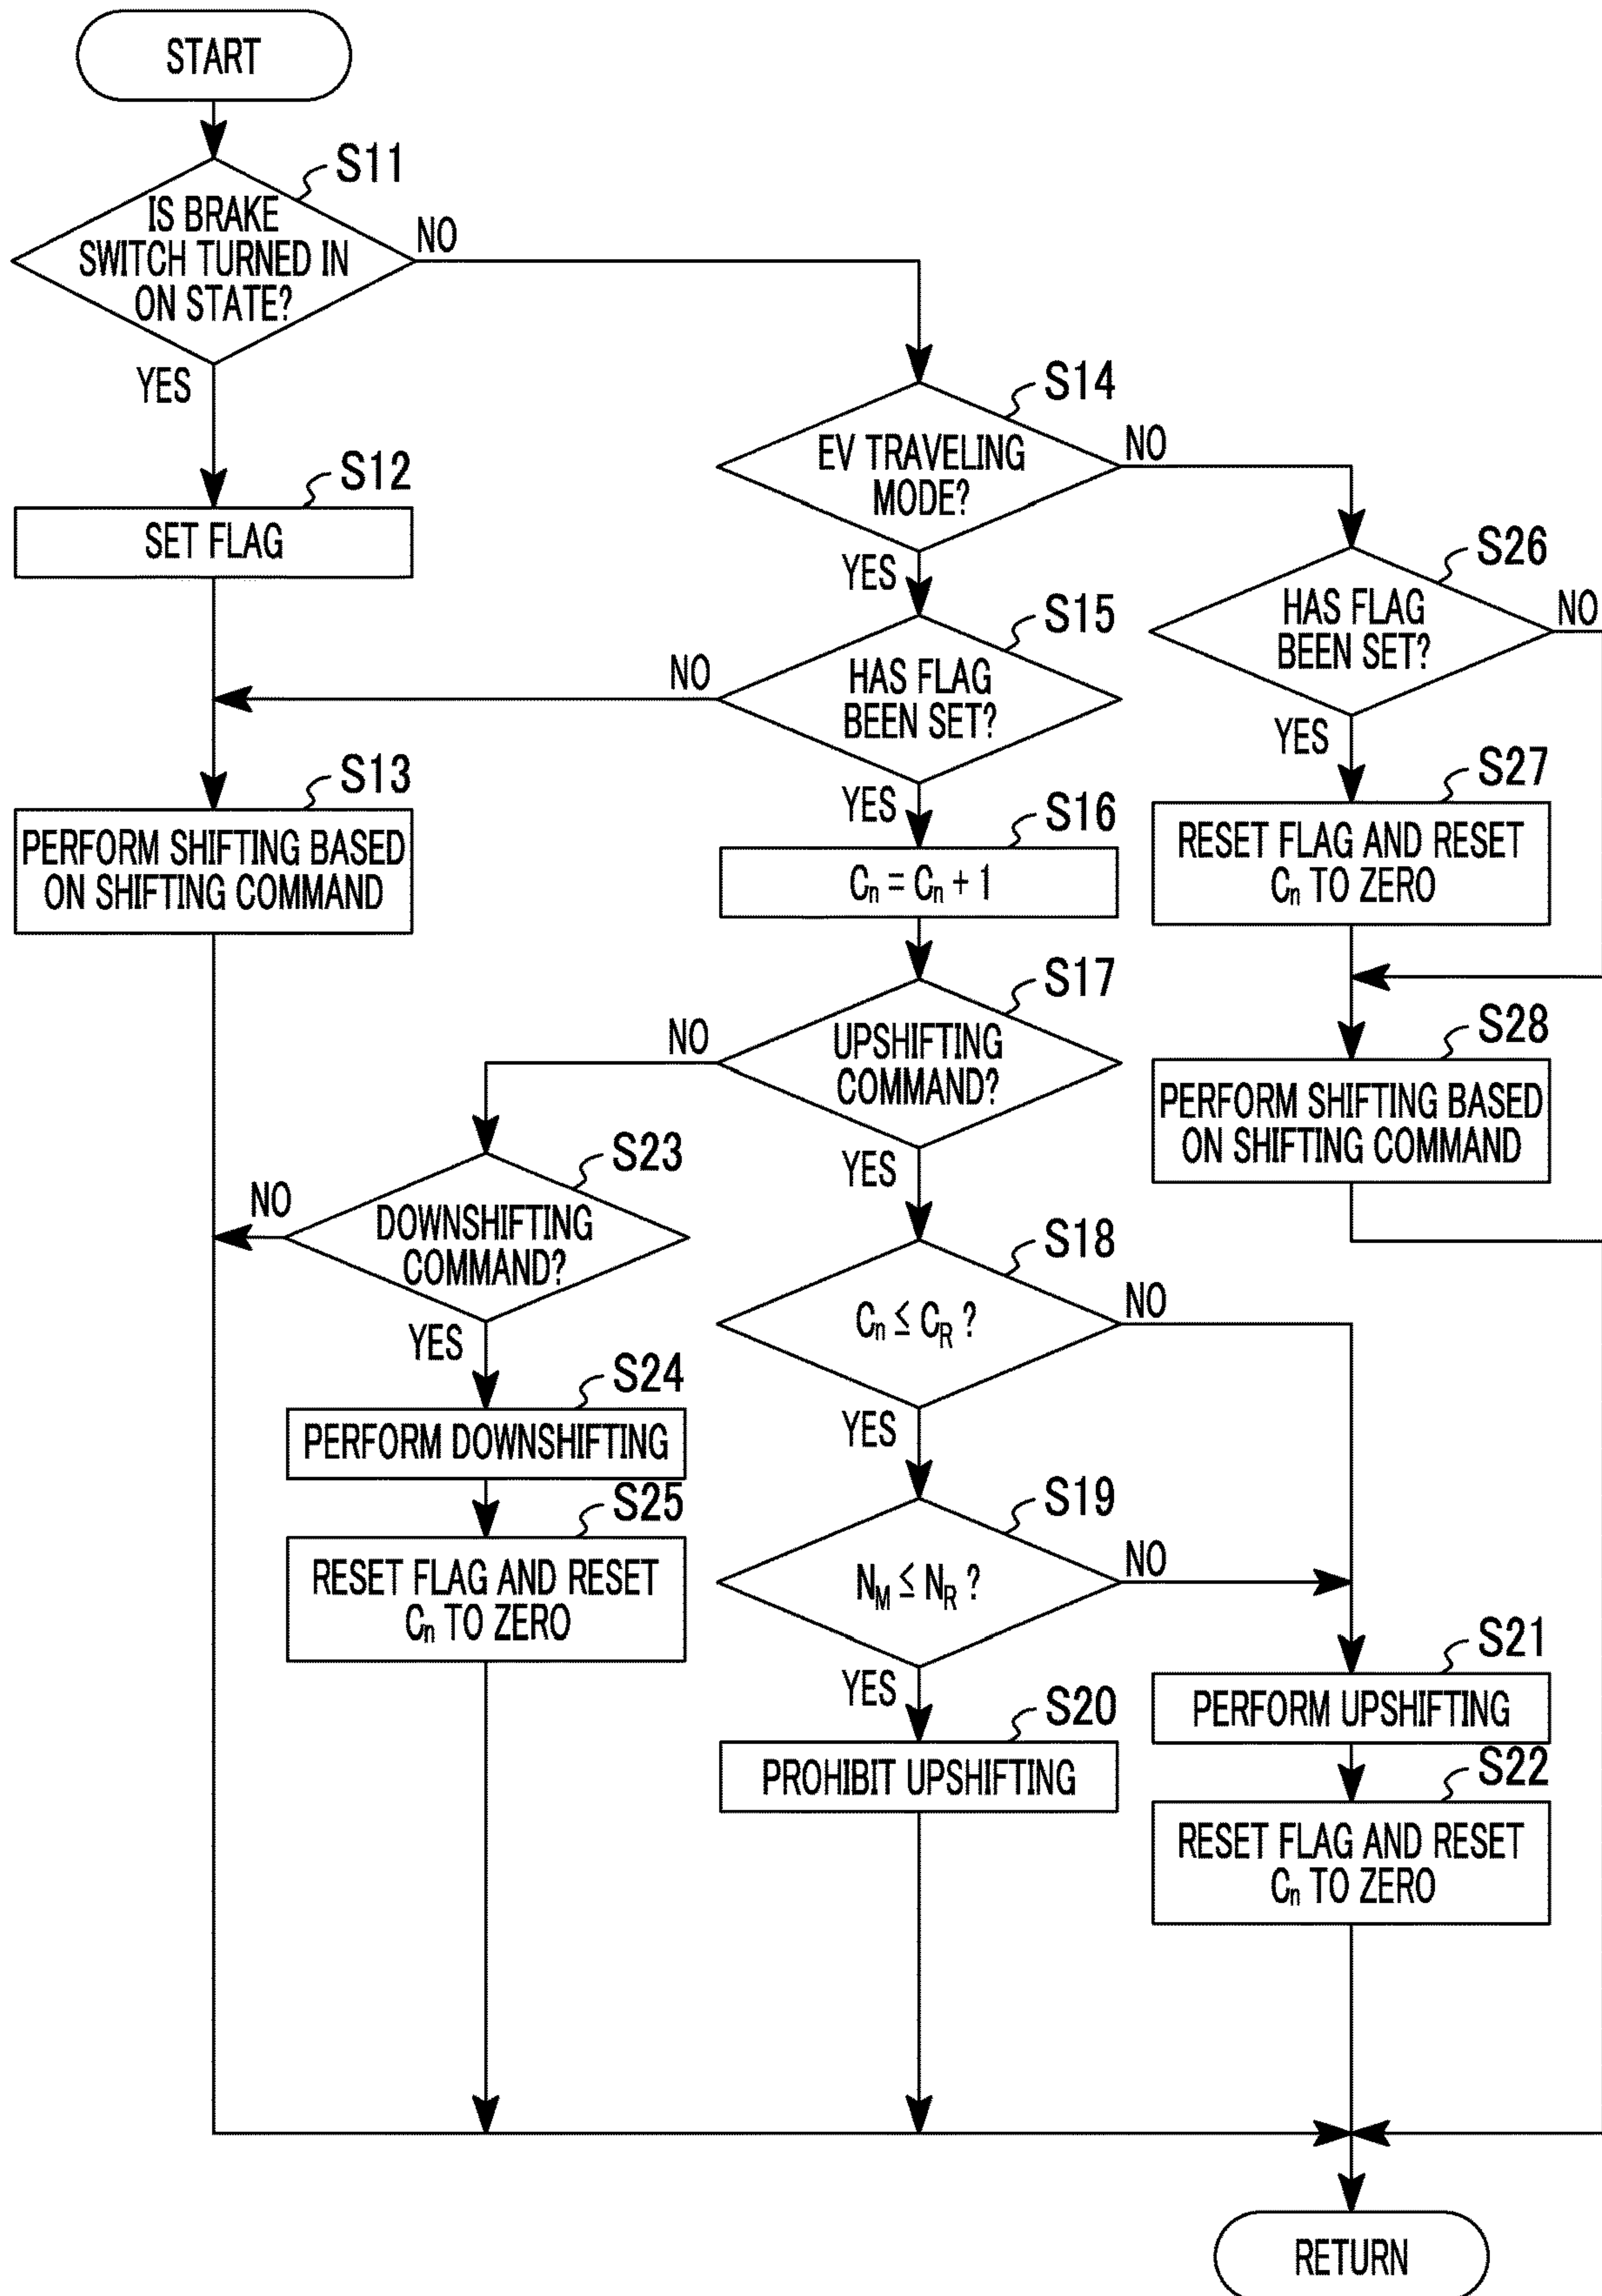 START
S11
IS BRAKE
SWITCH TURNED IN
ON STATE?
NO
YES
S12
SET FLAG
S13
PERFORM SHIFTING BASED
ON SHIFTING COMMAND
S14
EV TRAVELING
MODE?
NO
YES
S15
HAS FLAG
BEEN SET?
NO
YES
S16
Cn = Cn + 1
S17
UPSHIFTING
COMMAND?
NO
YES
S18
Cn ≤ CR ?
NO
YES
S19
NM ≤ NR ?
NO
YES
S20
PROHIBIT UPSHIFTING
S21
PERFORM UPSHIFTING
S22
RESET FLAG AND RESET
Cn TO ZERO
S23
DOWNSHIFTING
COMMAND?
NO
YES
S24
PERFORM DOWNSHIFTING
S25
RESET FLAG AND RESET
Cn TO ZERO
S26
HAS FLAG
BEEN SET?
NO
YES
S27
RESET FLAG AND RESET
Cn TO ZERO
S28
PERFORM SHIFTING BASED
ON SHIFTING COMMAND
RETURN